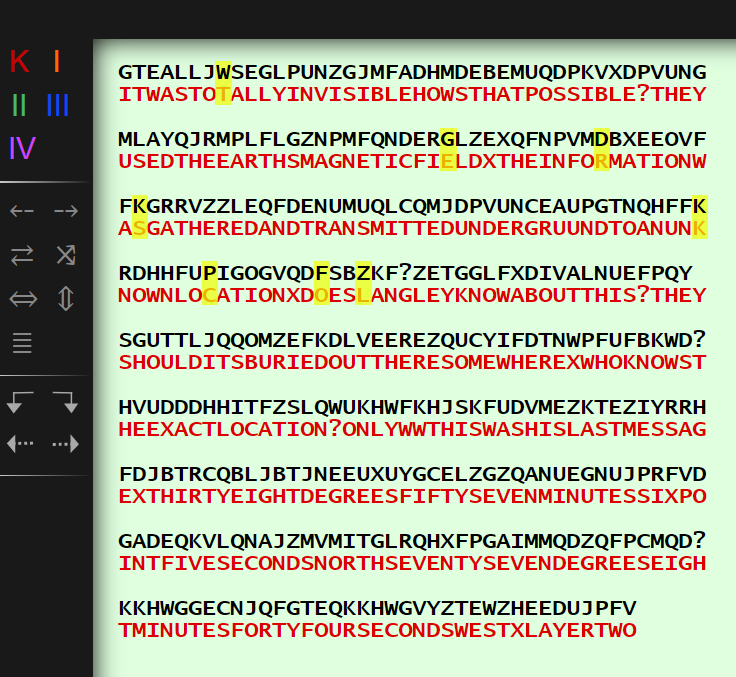 K I
II III
IV
GTEALLJWSEGLPUNZGJMFADHMDEBEMUQDPKVXDPVUNG
ITWASTOTALLYINVISIBLEHOWSTHATPOSSIBLE?THEY
MLAYQJRMPLFLGZNPMFQNDERGLZEXQFNPVMDBXEEOVF
USEDTHEEARTHSMAGNETICFIELDXTHEINFORMATIONW
FKGRRVZZLEQFDENUMUQLCQMJDPVUNCEAUPGTNQHFFK
ASGATHEREDANDTRANSMITTEDUNDERGRUUNDTOANUNK
RDHHFUPIGOGVQDFSBZKF?ZETGGLFXDIVALNUEFPQY
NOWNLOCATIONXDOESLANGLEYKNOWABOUTTHIS?THEY
SGUTTLJQQOMZEFKDLVEEREZQUCYIFDTNWPFUFBKWD?
SHOULDITSBURIEDOUTTHERESOMEWHEREXWHOKNOWST
HVUDDDHHITFZSLQWUKHWFKHJSKFUDVMEZKTEZIYRRH
HEEXACTLOCATION?ONLYWWTHISWASHISLASTMESSAG
FDJBTRCQBLJBTJNEEUXUYGCELZGZQANUEGNUJPRFVD
EXTHIRTYEIGHTDEGREESFIFTYSEVENMINUTESSIXPO
GADEQKVLQNAJZMVMITGLRQHXFPGAIMMQDZQFPCMQD?
INTFIVESECONDSNORTHSEVENTYSEVENDEGREESEIGH
KKHWGGECNJQFGTEQKKHWGVYZTEWZHEEDUJPFV
TMINUTESFORTYFOURSECONDSWESTXLAYERTWO